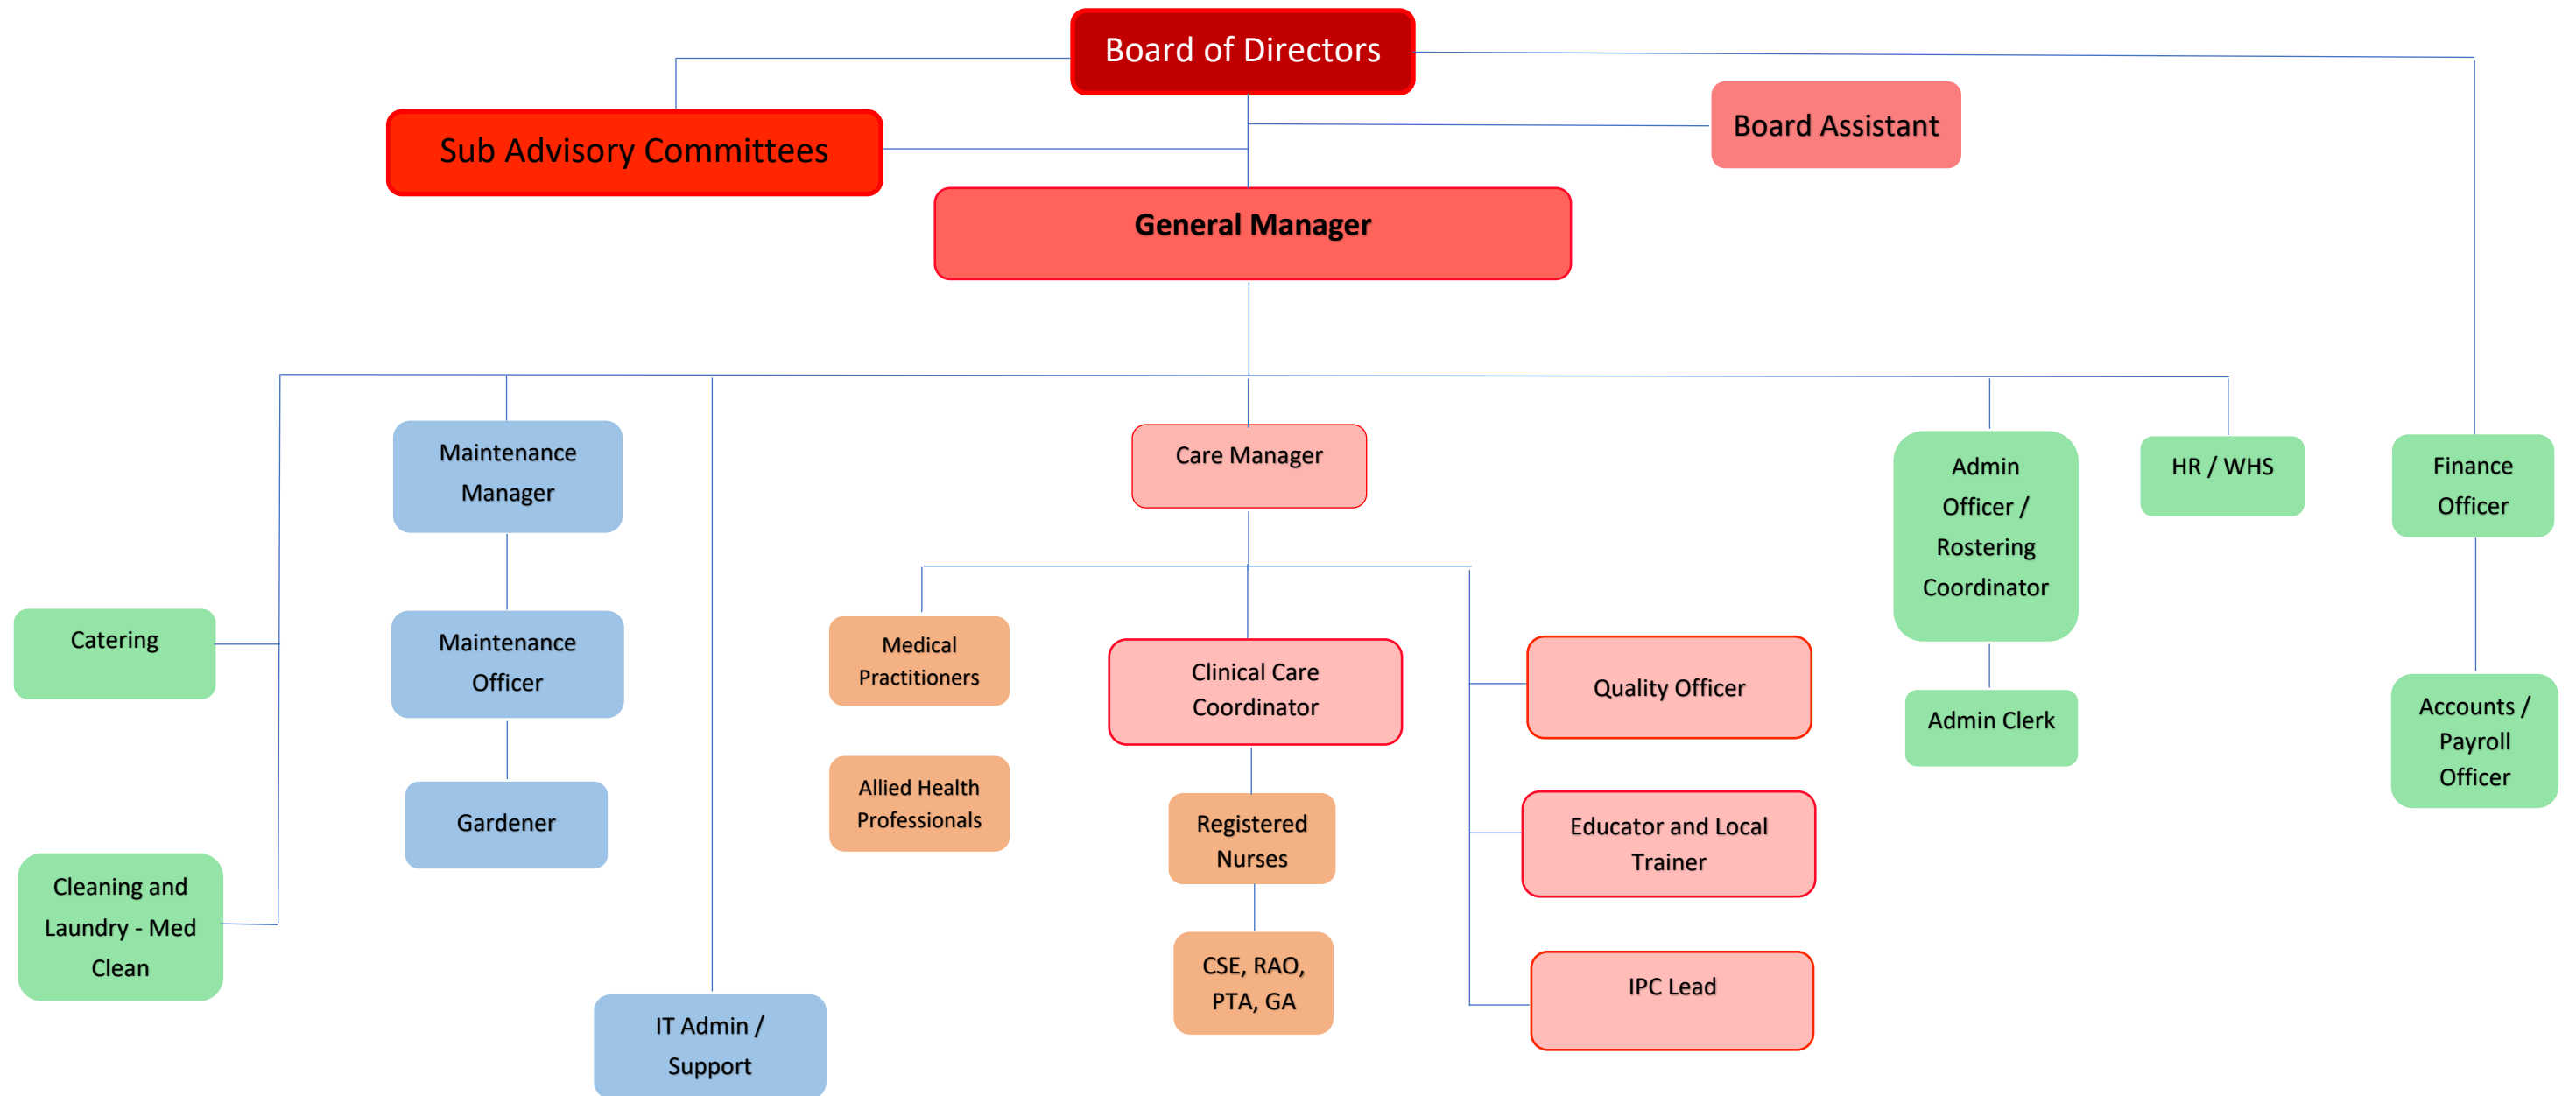 Board of Directors
Board Assistant
Sub Advisory Committees
General Manager
Maintenance
Manager
Care Manager
Admin
Officer /
Rostering
Coordinator
HR / WHS
Finance
Officer
Catering
Maintenance
Officer
Medical
Practitioners
Clinical Care
Coordinator
Quality Officer
Admin Clerk
Accounts /
Payroll
Officer
Gardener
Allied Health
Professionals
Registered
Nurses
Educator and Local
Trainer
Cleaning and
Laundry - Med
Clean
CSE, RAO,
PTA, GA
IPC Lead
IT Admin /
Support